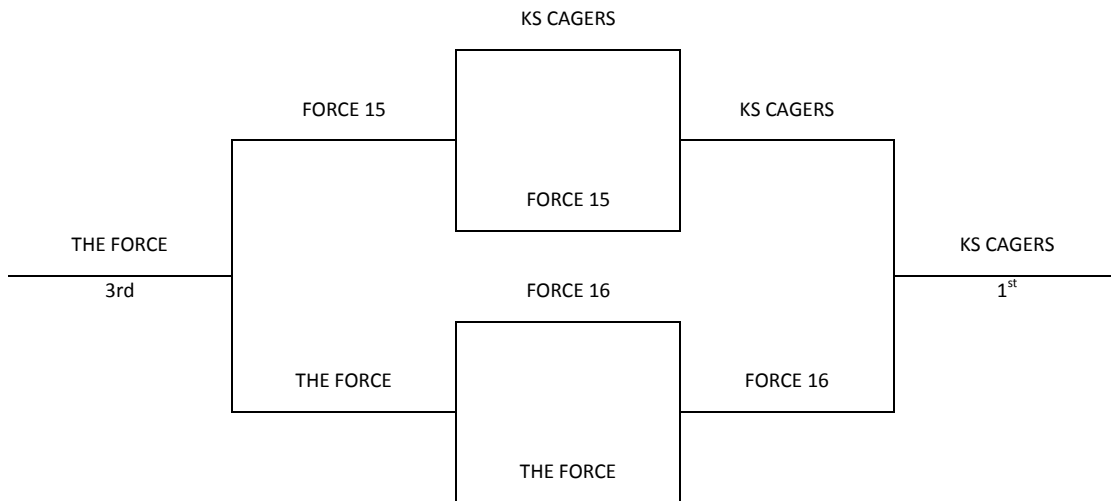 KS CAGERS
FORCE 15
KS CAGERS
FORCE 15
THE FORCE
KS CAGERS
3rd
FORCE 16
1st
THE FORCE
FORCE 16
THE FORCE